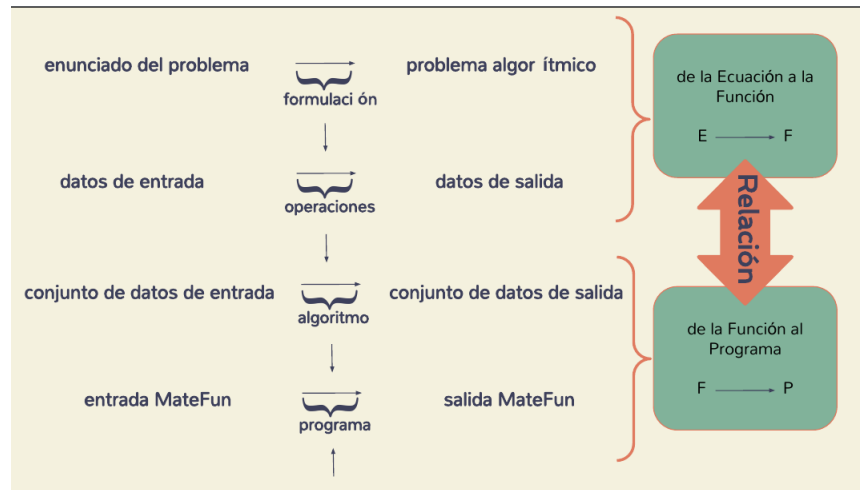 enunciado del problema
problema algor ítmico
formulaci ón
datos de entrada
datos de salida
operaciones
conjunto de datos de entrada
conjunto de datos de salida
algoritmo
entrada MateFun
salida MateFun
programa
de la Ecuación a la
Función
E F
Relación
de la Función al
Programa
F P